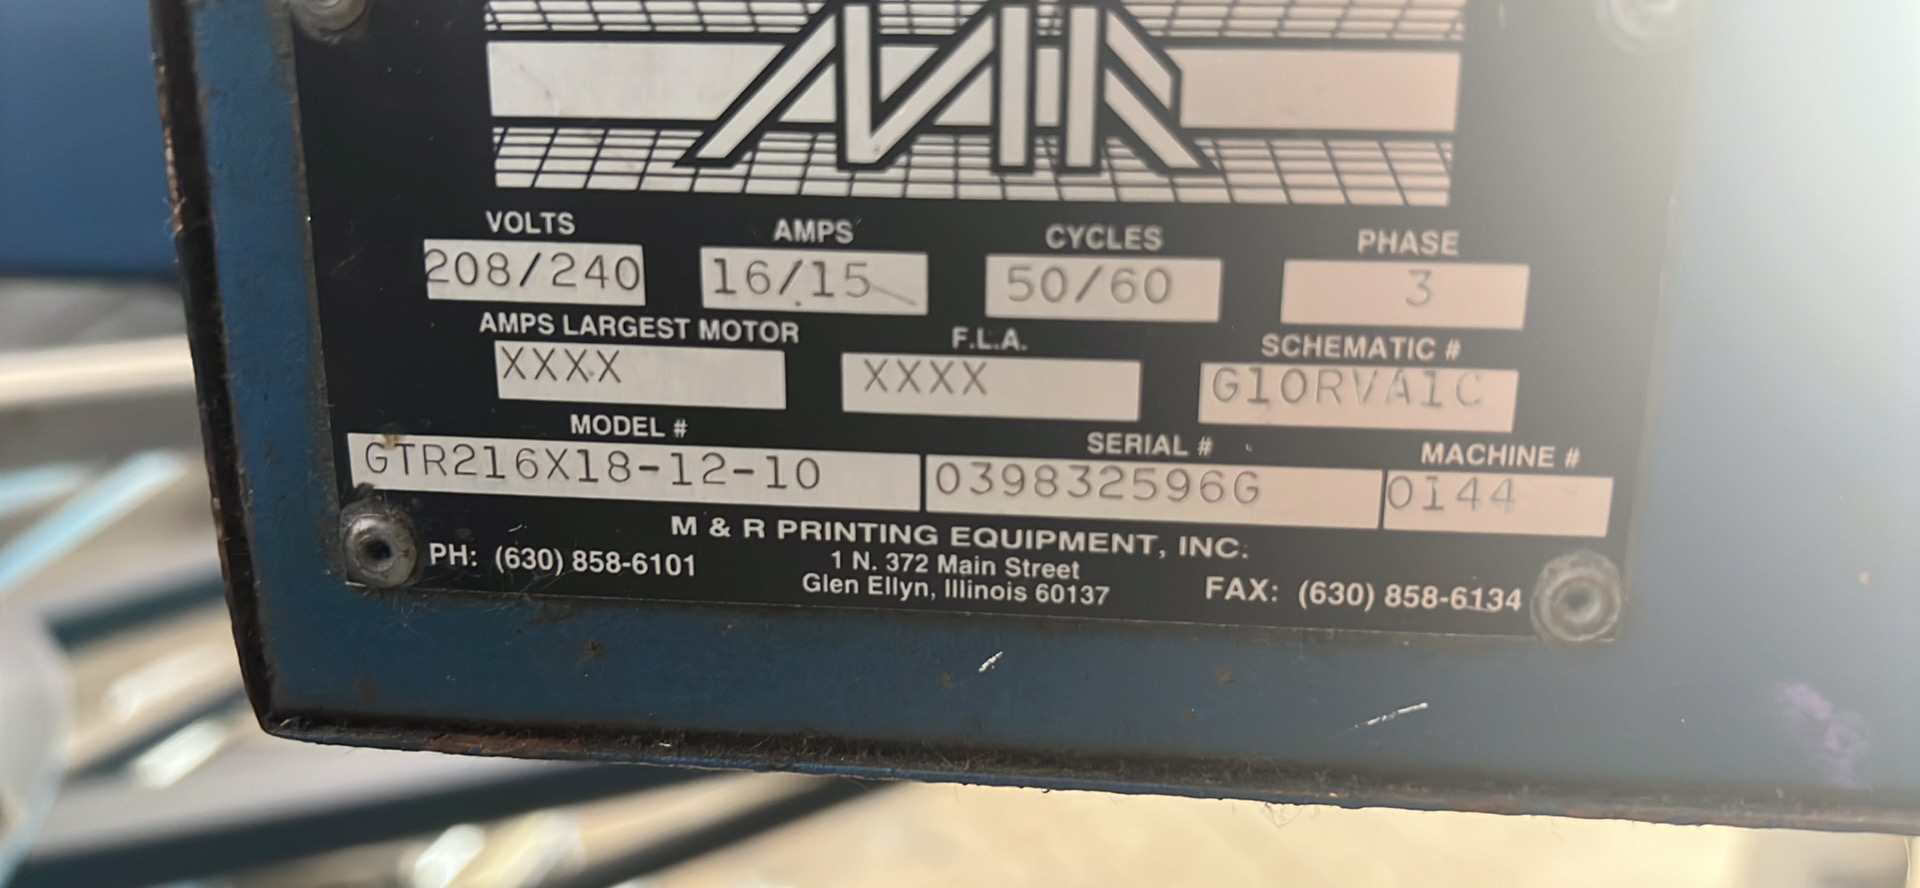 M R
VOLTS AMPS CYCLES PHASE
208/240 16/15 50/60 3
AMPS LARGEST MOTOR F.L.A. SCHEMATIC #
XXXX XXXX G10RVA1C
MODEL # SERIAL # MACHINE #
GTR216X18-12-10 039832596G 0144
M & R PRINTING EQUIPMENT, INC.
PH: (630) 858-6101 1 N. 372 Main Street
Glen Ellyn, Illinois 60137 FAX: (630) 858-6134